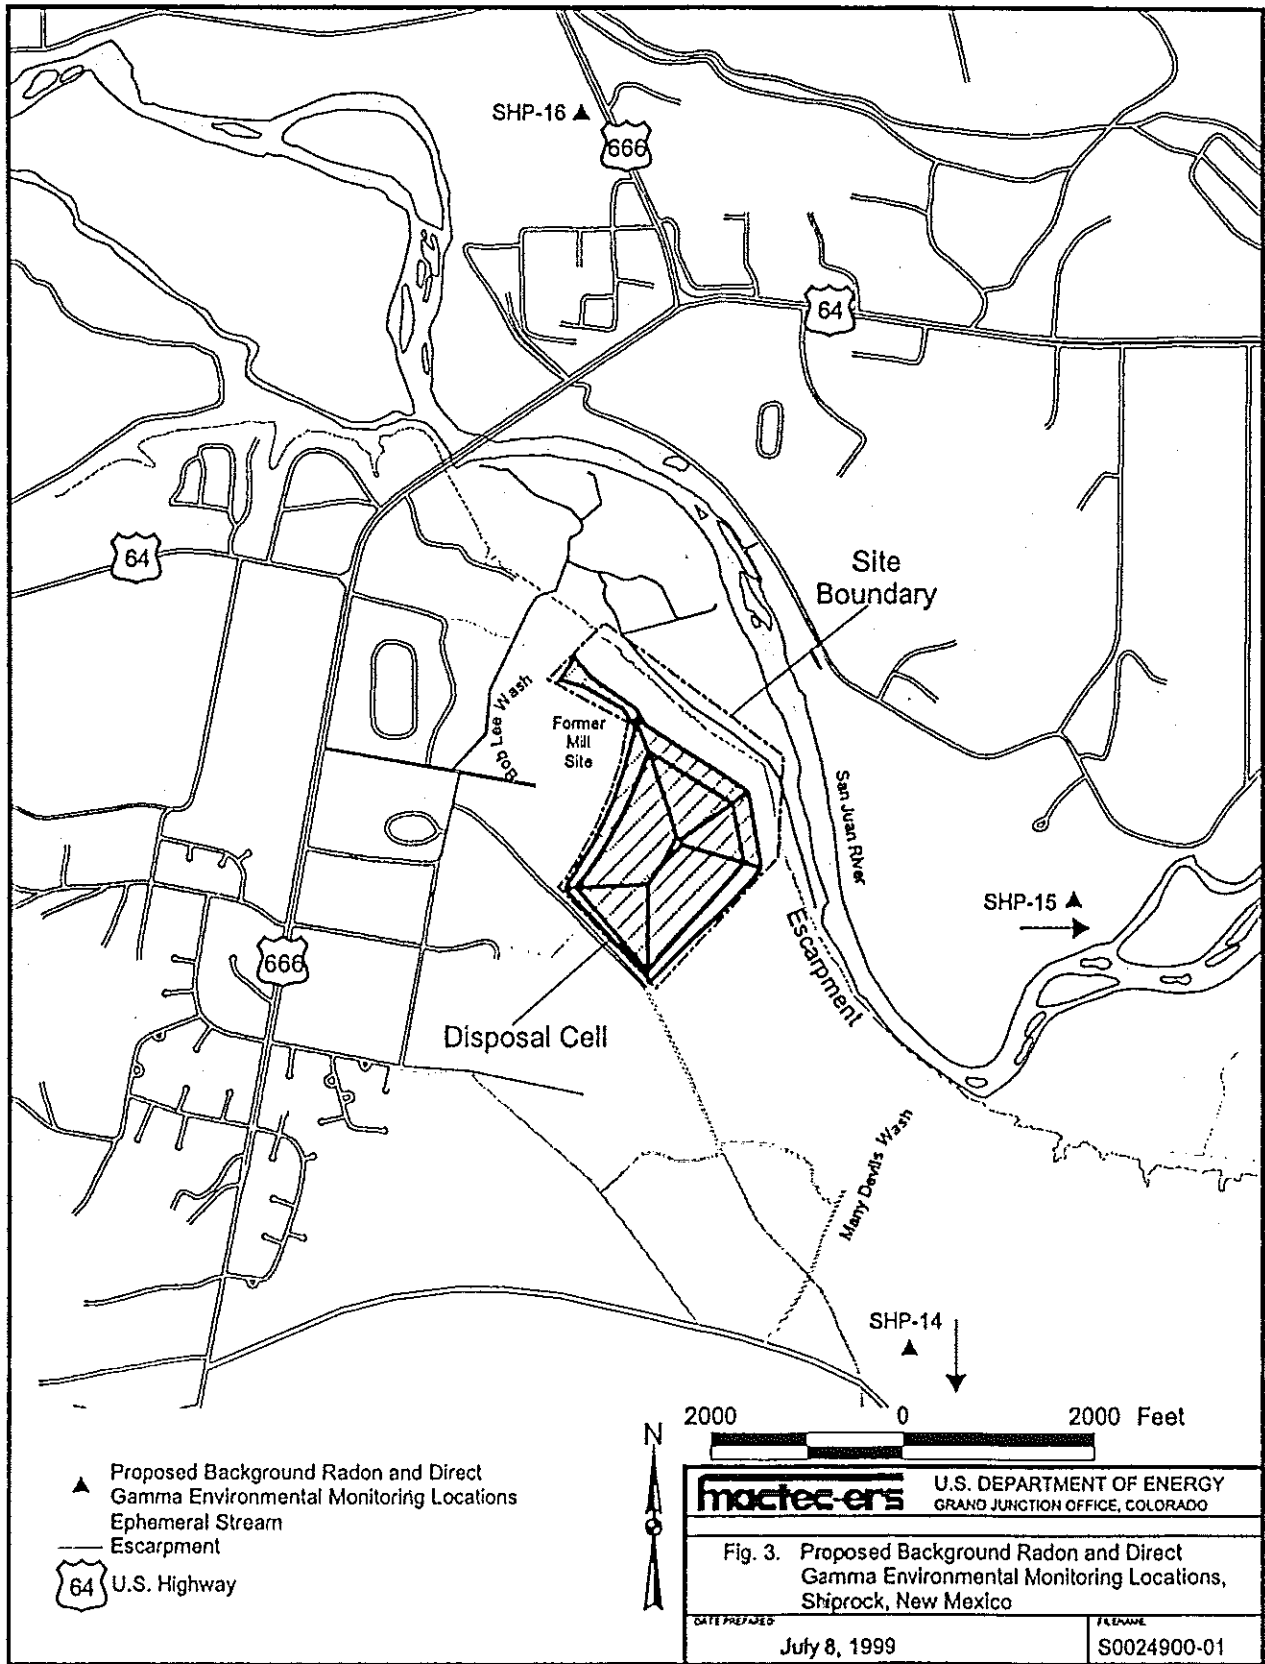 SHP-16
666
64
64
Site
Boundary
Bob Lee Wash
Former
Mill
Site
San Juan River
SHP-15
666
Escarpment
Disposal Cell
Many Devils Wash
SHP-14
2000 0 2000 Feet
N
Proposed Background Radon and Direct
Gamma Environmental Monitoring Locations
Ephemeral Stream
Escarpment
64 U.S. Highway
mactec-ers
U.S. DEPARTMENT OF ENERGY
GRAND JUNCTION OFFICE, COLORADO
Fig. 3. Proposed Background Radon and Direct
Gamma Environmental Monitoring Locations,
Shiprock, New Mexico
DATE PREPARED
July 8, 1999
FILENAME
S0024900-01